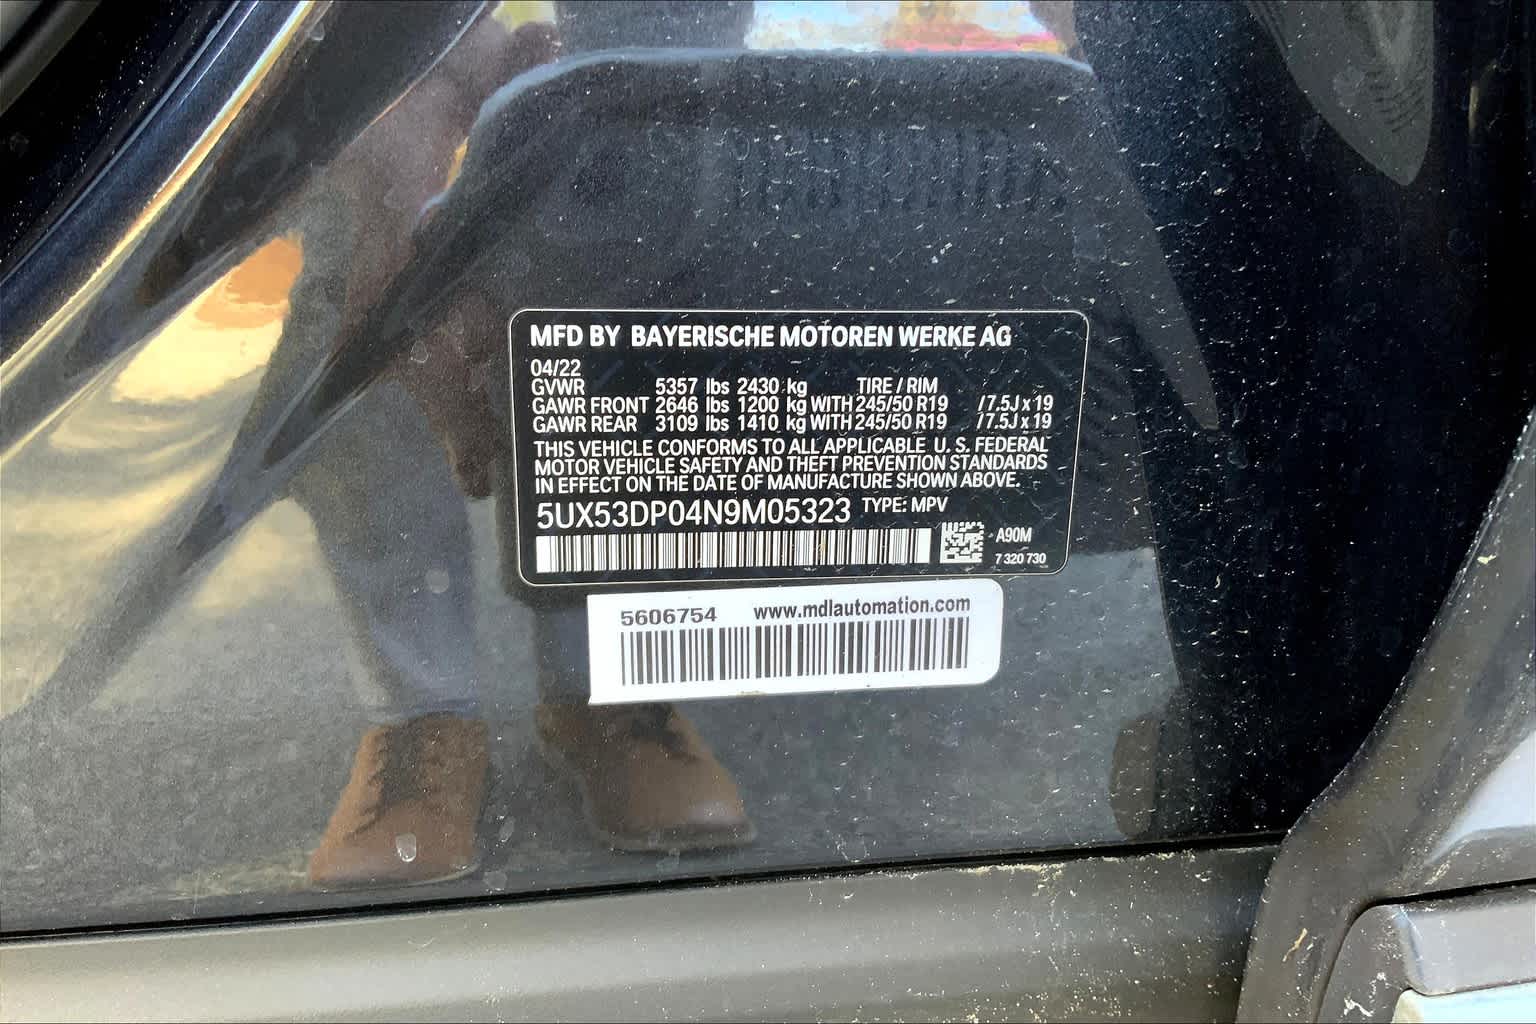 MFD BY BAYERISCHE MOTOREN WERKE AG
04/22
GVWR 5357 lbs 2430 kg TIRE / RIM
GAWR FRONT 2646 lbs 1200 kg WITH 245/50 R19 /7.5J x 19
GAWR REAR 3109 lbs 1410 kg WITH 245/50 R19 /7.5J x 19
THIS VEHICLE CONFORMS TO ALL APPLICABLE U.S. FEDERAL
MOTOR VEHICLE SAFETY AND THEFT PREVENTION STANDARDS
IN EFFECT ON THE DATE OF MANUFACTURE SHOWN ABOVE.
5UX53DP04N9M05323 TYPE: MPV
A90M
7 320 730
5606754 www.mdlautomation.com